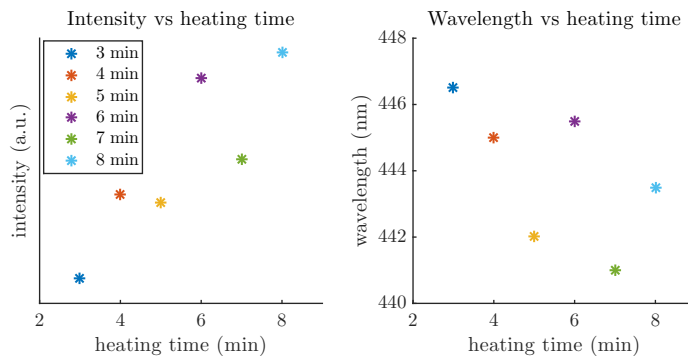 Intensity vs heating time
3 min
4 min
5 min
6 min
7 min
8 min
intensity (a.u.)
2 4 6 8
heating time (min)
Wavelength vs heating time
448
446
444
442
440
wavelength (nm)
2 4 6 8
heating time (min)